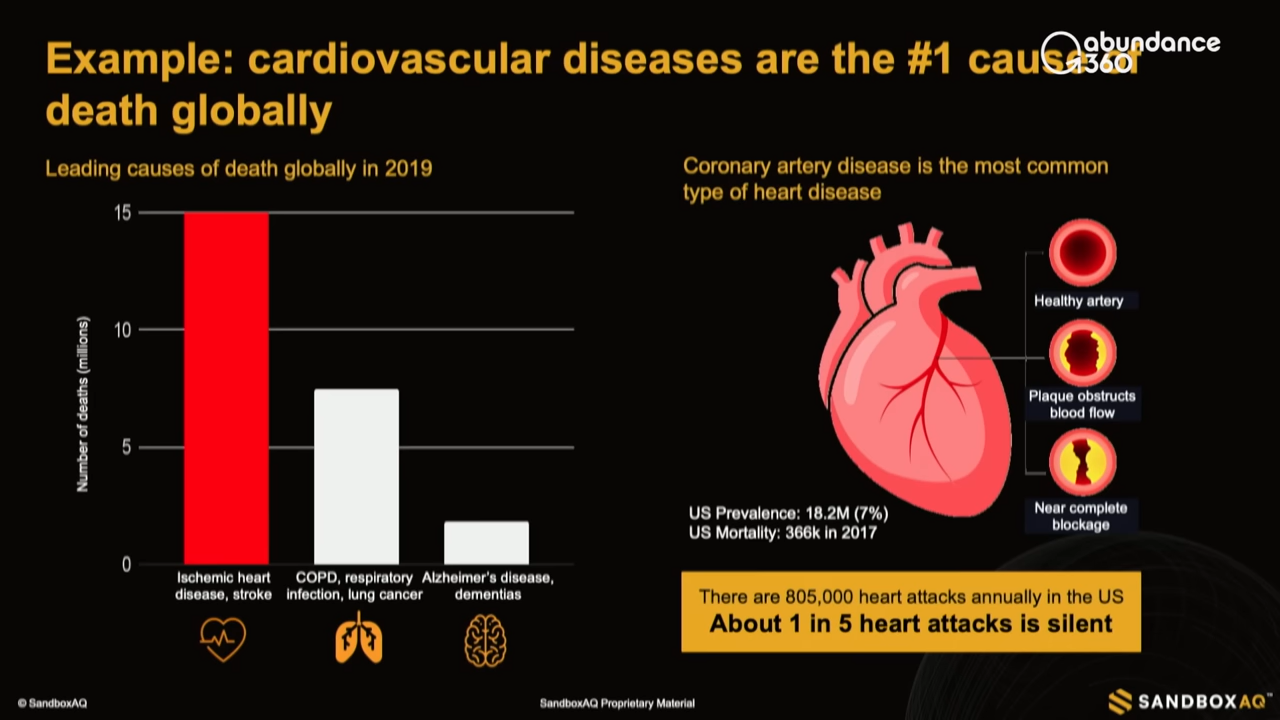 Example: cardiovascular diseases are the #1 cause of
death globally
abundance
360
Leading causes of death globally in 2019
15
10
5
0
Number of deaths (millions)
Ischemic heart
disease, stroke
COPD, respiratory
infection, lung cancer
Alzheimer's disease,
dementias
Coronary artery disease is the most common
type of heart disease
Healthy artery
Plaque obstructs
blood flow
Near complete
blockage
US Prevalence: 18.2M (7%)
US Mortality: 366k in 2017
There are 805,000 heart attacks annually in the US
About 1 in 5 heart attacks is silent
© SandboxAQ
SandboxAQ Proprietary Material
SANDBOXAQ™